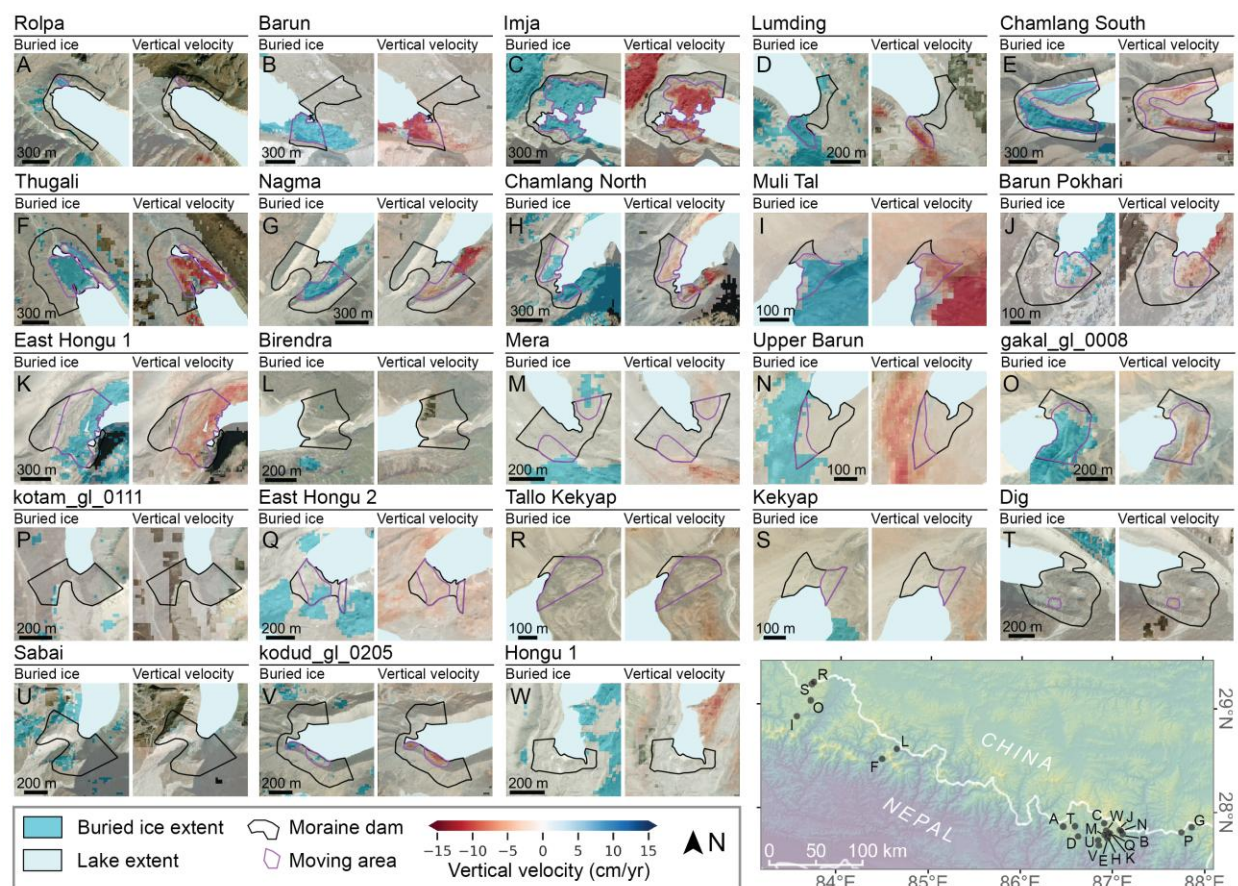 Rolpa Barun Imja Lumding Chamlang South
Buried ice Vertical velocity Buried ice Vertical velocity Buried ice Vertical velocity Buried ice Vertical velocity Buried ice Vertical velocity
A B C D E
300 m 300 m 300 m 200 m 300 m
Thugali Nagma Chamlang North Muli Tal Barun Pokhari
Buried ice Vertical velocity Buried ice Vertical velocity Buried ice Vertical velocity Buried ice Vertical velocity Buried ice Vertical velocity
F G H I J
300 m 300 m 300 m 100 m 100 m
East Hongu 1 Birendra Mera Upper Barun gakal_gl_0008
Buried ice Vertical velocity Buried ice Vertical velocity Buried ice Vertical velocity Buried ice Vertical velocity Buried ice Vertical velocity
K L M N O
300 m 200 m 200 m 100 m 200 m
kotam_gl_0111 East Hongu 2 Tallo Kekyap Kekyap Dig
Buried ice Vertical velocity Buried ice Vertical velocity Buried ice Vertical velocity Buried ice Vertical velocity Buried ice Vertical velocity
P Q R S T
200 m 200 m 100 m 100 m 200 m
Sabai kodud_gl_0205 Hongu 1
Buried ice Vertical velocity Buried ice Vertical velocity Buried ice Vertical velocity
U V W
200 m 200 m 200 m
Buried ice extent
Lake extent
Moraine dam
Moving area
−15 −10 −5 0 5 10 15
Vertical velocity (cm/yr)
N
S R
O
I
L
F
CHINA
NEPAL
A T C W J N G
M
D U Q B P
V E H K
0 50 100 km
29°N
28°N
84°E 85°E 86°E 87°E 88°E